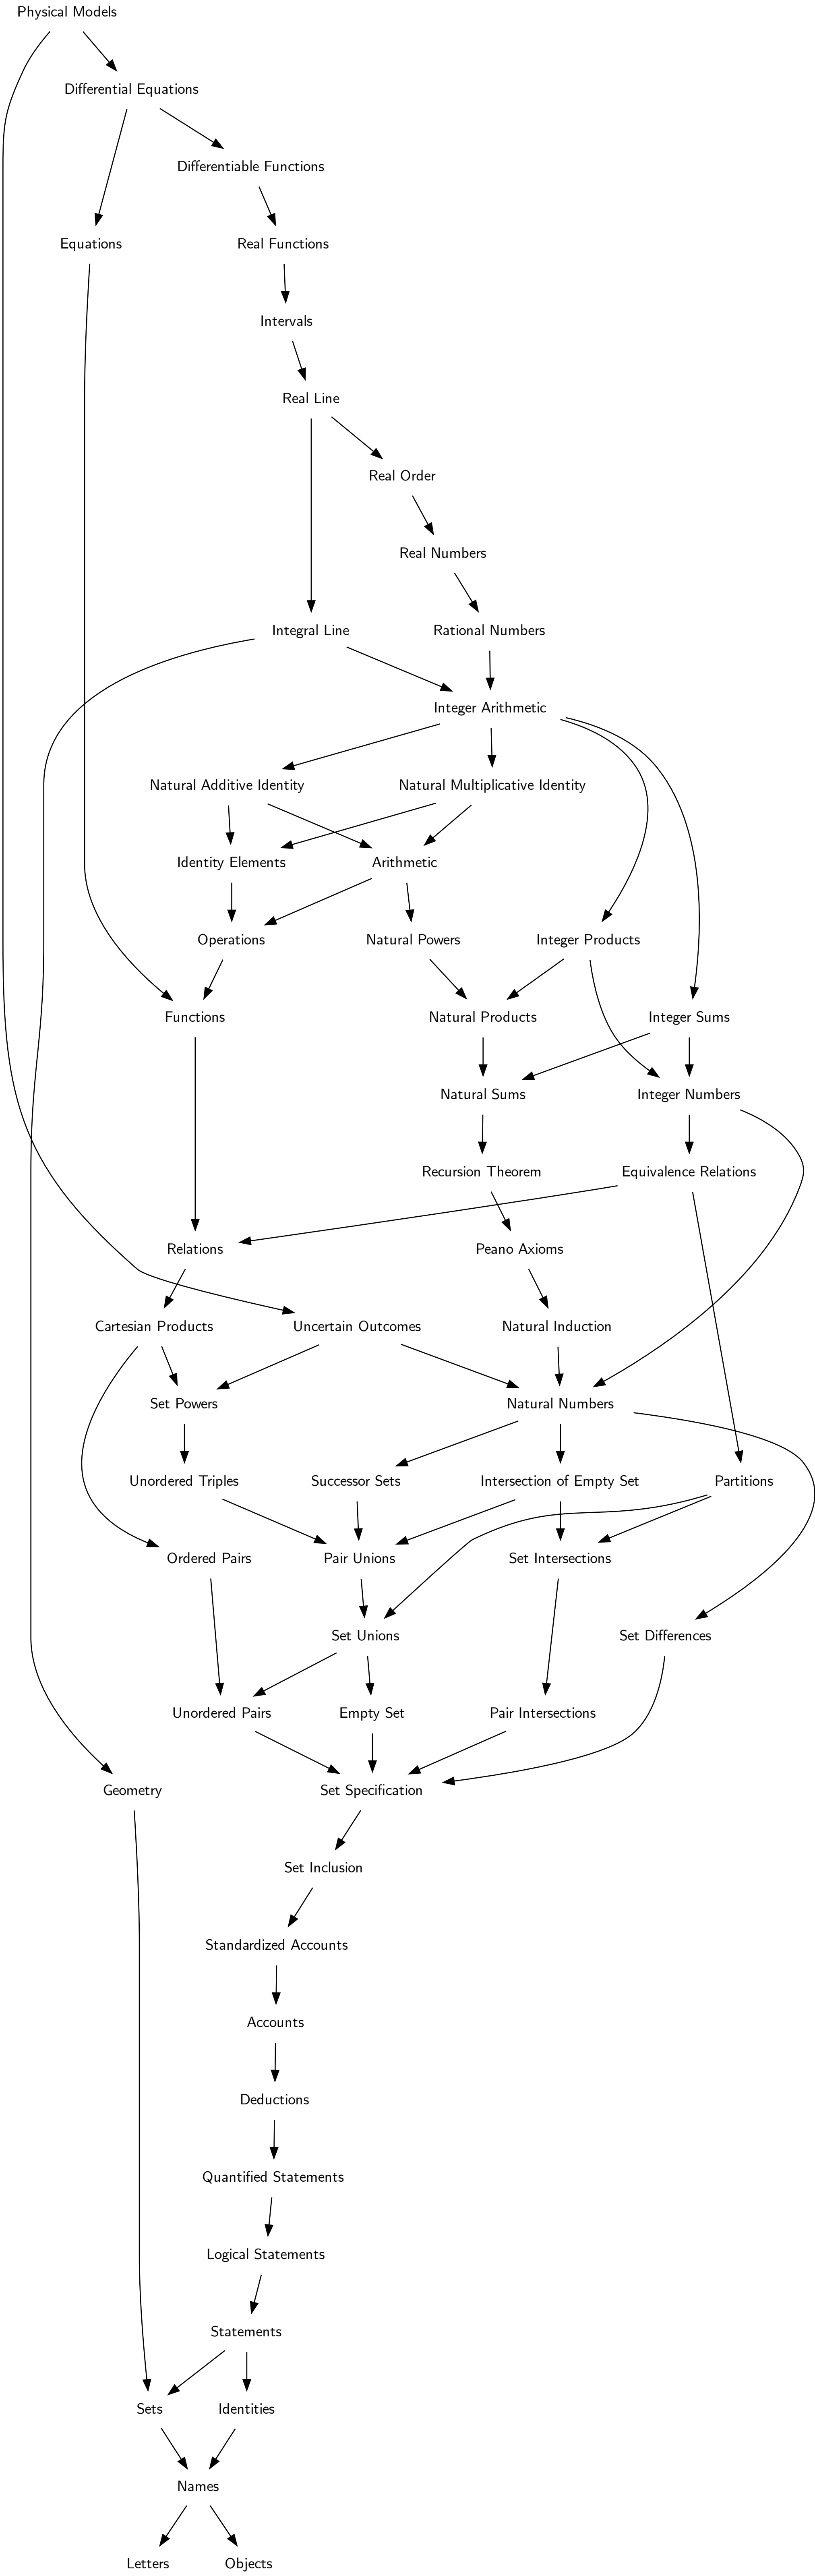 Physical Models
Differential Equations
Differentiable Functions
Equations
Real Functions
Intervals
Real Line
Real Order
Real Numbers
Integral Line
Rational Numbers
Integer Arithmetic
Natural Additive Identity
Natural Multiplicative Identity
Identity Elements
Arithmetic
Operations
Natural Powers
Integer Products
Functions
Natural Products
Integer Sums
Natural Sums
Integer Numbers
Recursion Theorem
Equivalence Relations
Relations
Peano Axioms
Cartesian Products
Uncertain Outcomes
Natural Induction
Set Powers
Natural Numbers
Unordered Triples
Successor Sets
Intersection of Empty Set
Partitions
Ordered Pairs
Pair Unions
Set Intersections
Set Unions
Set Differences
Unordered Pairs
Empty Set
Pair Intersections
Geometry
Set Specification
Set Inclusion
Standardized Accounts
Accounts
Deductions
Quantified Statements
Logical Statements
Statements
Sets
Identities
Names
Letters
Objects